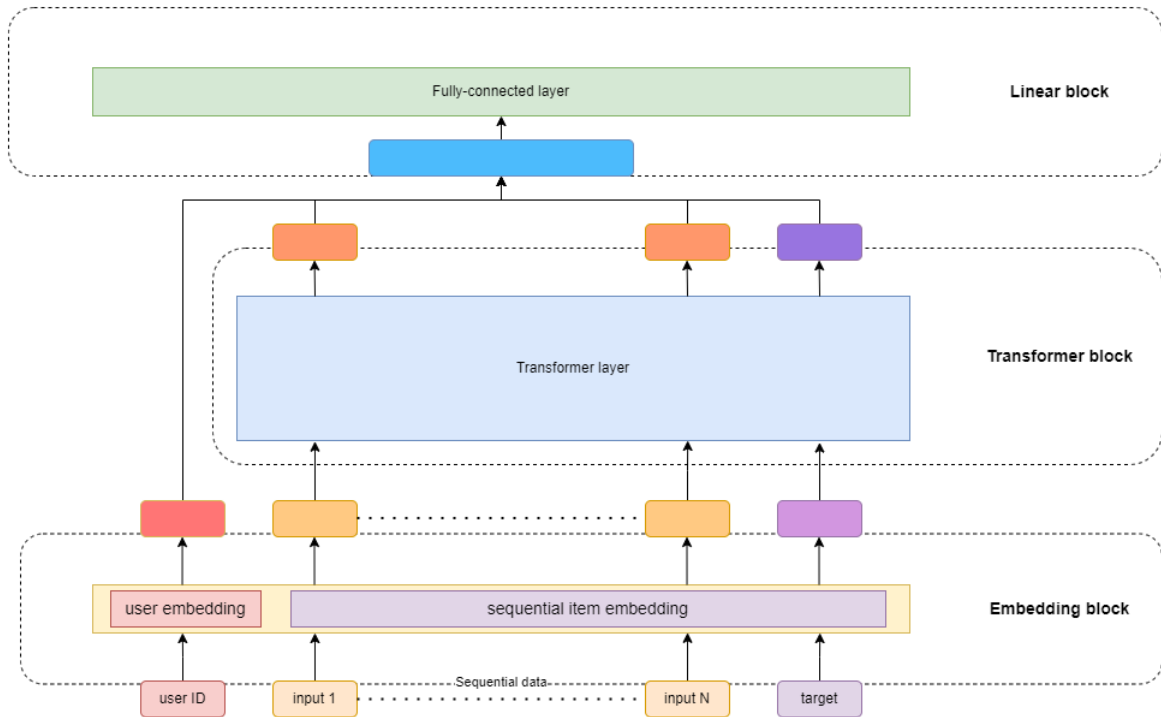 Fully-connected layer
Linear block
Transformer layer
Transformer block
user embedding
sequential item embedding
Embedding block
Sequential data
user ID
input 1
input N
target